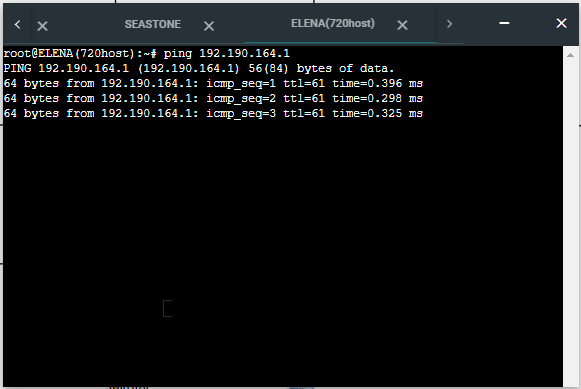 SEASTONE
ELENA(720host)
root@ELENA(720host):~# ping 192.190.164.1
PING 192.190.164.1 (192.190.164.1) 56(84) bytes of data.
64 bytes from 192.190.164.1: icmp_seq=1 ttl=61 time=0.396 ms
64 bytes from 192.190.164.1: icmp_seq=2 ttl=61 time=0.298 ms
64 bytes from 192.190.164.1: icmp_seq=3 ttl=61 time=0.325 ms